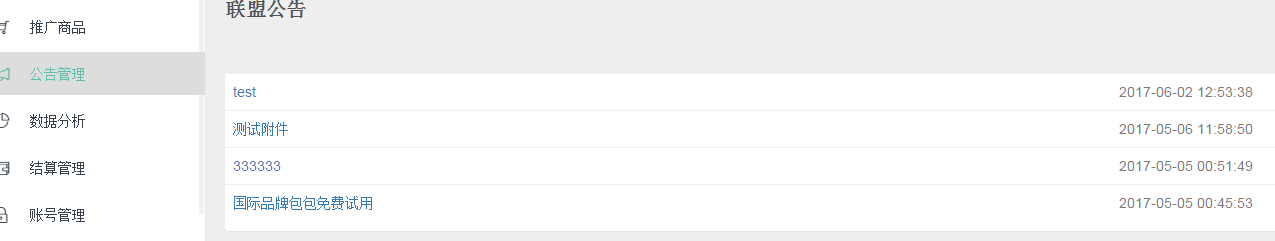 联盟公告
推广商品
公告管理
数据分析
结算管理
账号管理
test 2017-06-02 12:53:38
测试附件 2017-05-06 11:58:50
333333 2017-05-05 00:51:49
国际品牌包包免费试用 2017-05-05 00:45:53